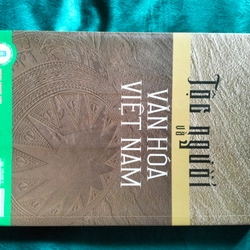 Tộc người
và
VĂN HÓA
VIỆT NAM